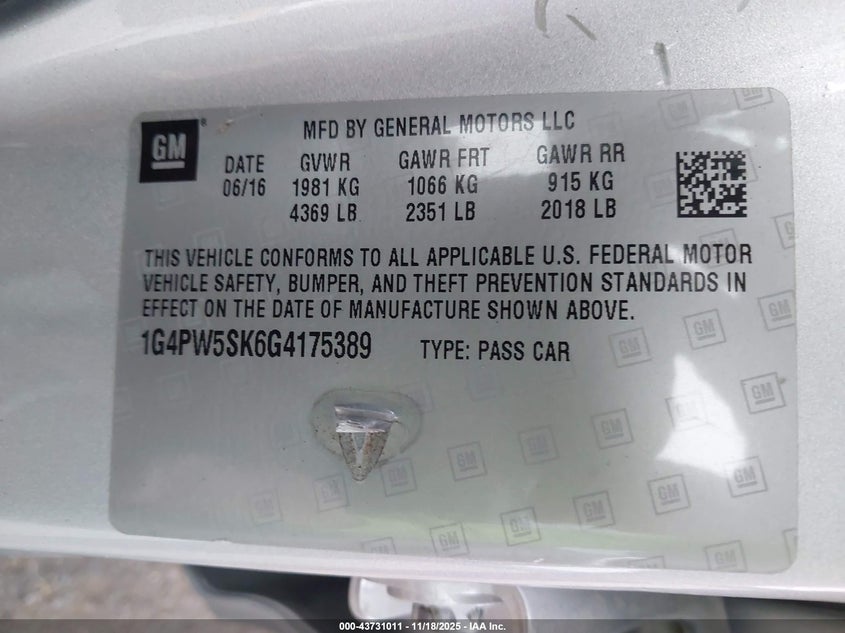 GM ® MFD BY GENERAL MOTORS LLC
DATE GVWR GAWR FRT GAWR RR
06/16 1981 KG 1066 KG 915 KG
4369 LB 2351 LB 2018 LB
THIS VEHICLE CONFORMS TO ALL APPLICABLE U.S. FEDERAL MOTOR
VEHICLE SAFETY, BUMPER, AND THEFT PREVENTION STANDARDS IN
EFFECT ON THE DATE OF MANUFACTURE SHOWN ABOVE.
1G4PW5SK6G4175389 TYPE: PASS CAR
000-43731011 - 11/18/2025 - IAA Inc.